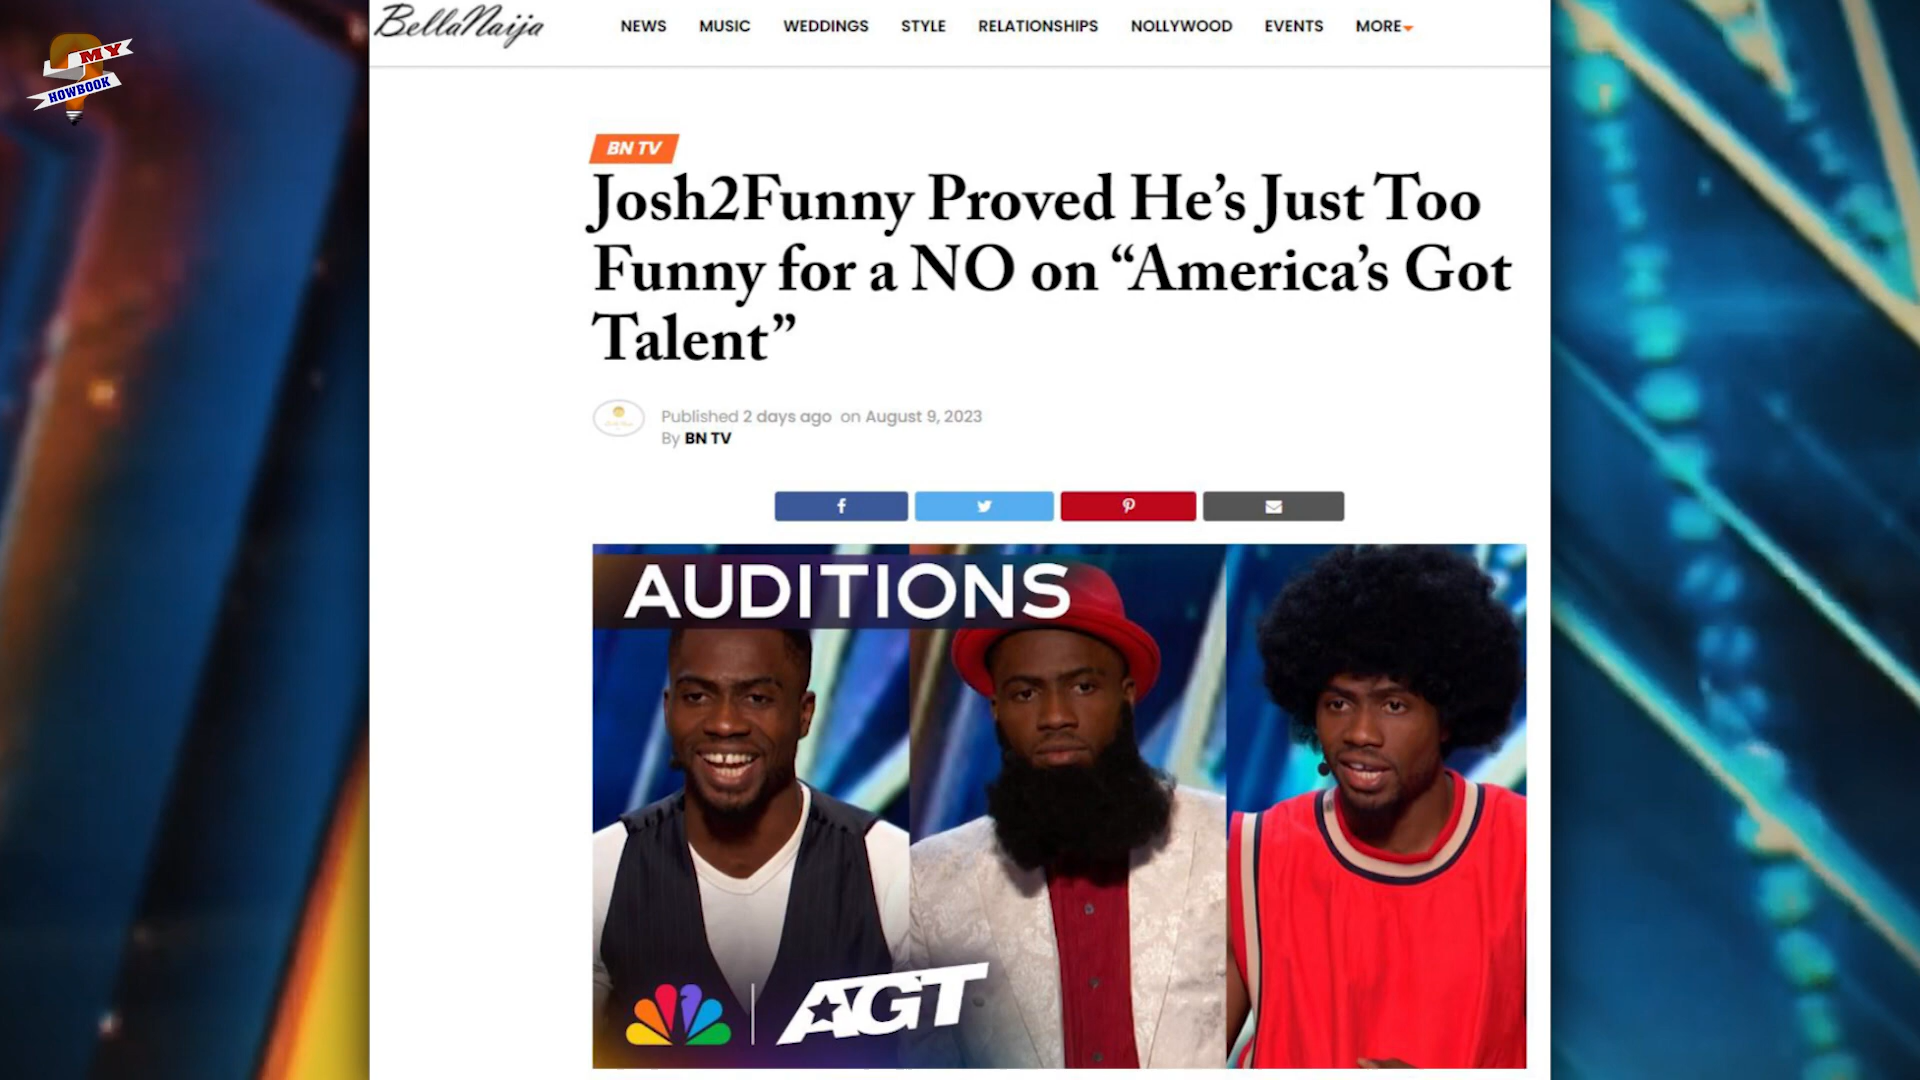 MY
HOWBOOK
BellaNaija
NEWS MUSIC WEDDINGS STYLE RELATIONSHIPS NOLLYWOOD EVENTS MORE
BN TV
Josh2Funny Proved He’s Just Too
Funny for a NO on “America’s Got
Talent”
Published 2 days ago on August 9, 2023
By BN TV
AUDITIONS
AGT